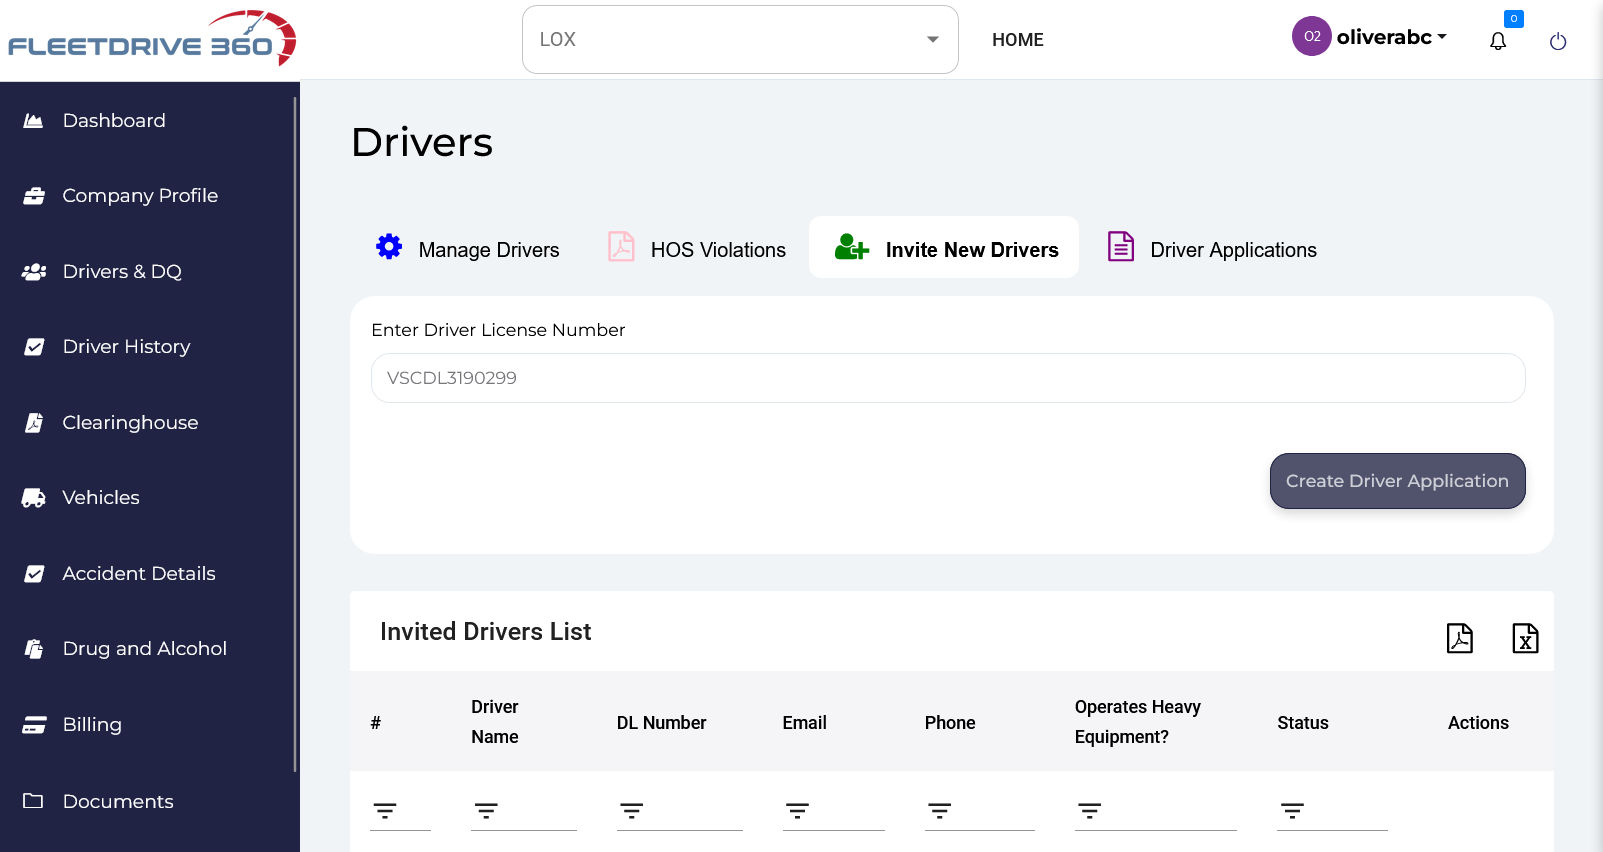 FLEETDRIVE 360
LOX
HOME
O2
oliverabc
0
Dashboard
Company Profile
Drivers & DQ
Driver History
Clearinghouse
Vehicles
Accident Details
Drug and Alcohol
Billing
Documents
Drivers
Manage Drivers
HOS Violations
Invite New Drivers
Driver Applications
Enter Driver License Number
VSCDL3190299
Create Driver Application
Invited Drivers List
#
Driver
Name
DL Number
Email
Phone
Operates Heavy
Equipment?
Status
Actions